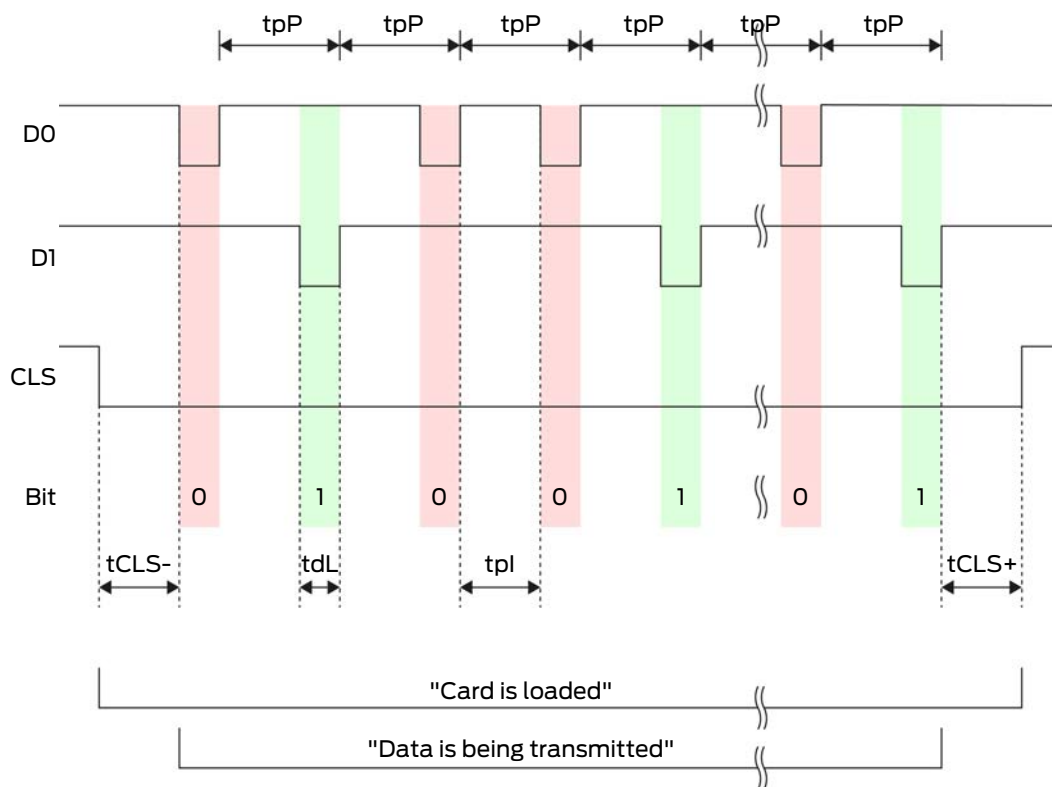 tpP tpP tpP tpP tpP tpP
D0
D1
CLS
Bit 0 1 0 0 1 0 1
tCLS- tdL tpI tCLS+
"Card is loaded"
"Data is being transmitted"